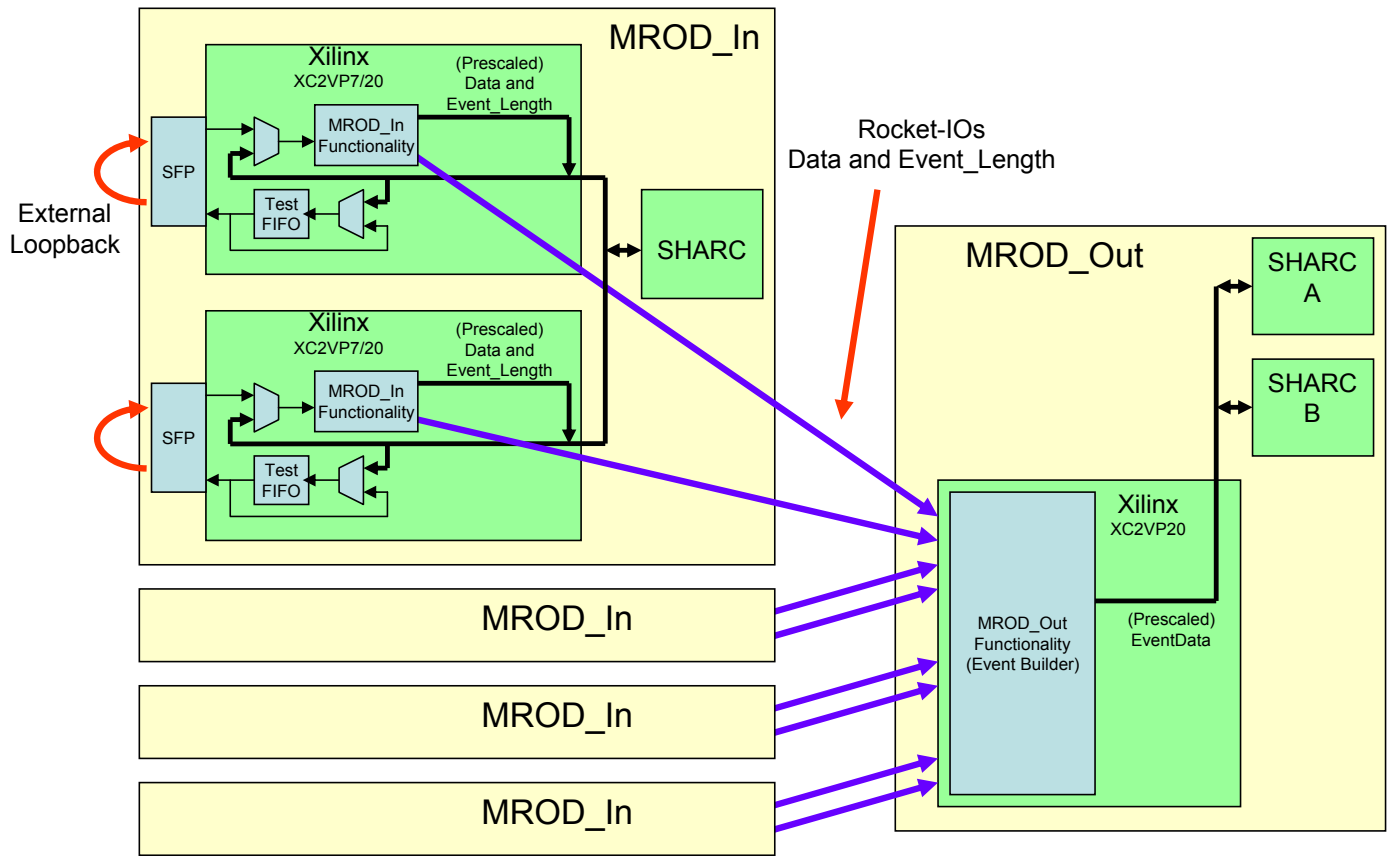 MROD_In
Xilinx
XC2VP7/20
(Prescaled)
Data and
Event_Length
SFP
MROD_In
Functionality
Test
FIFO
External
Loopback
SHARC
Xilinx
XC2VP7/20
(Prescaled)
Data and
Event_Length
SFP
MROD_In
Functionality
Test
FIFO
Rocket-IOs
Data and Event_Length
MROD_Out
SHARC
A
SHARC
B
Xilinx
XC2VP20
MROD_Out
Functionality
(Event Builder)
(Prescaled)
EventData
MROD_In
MROD_In
MROD_In